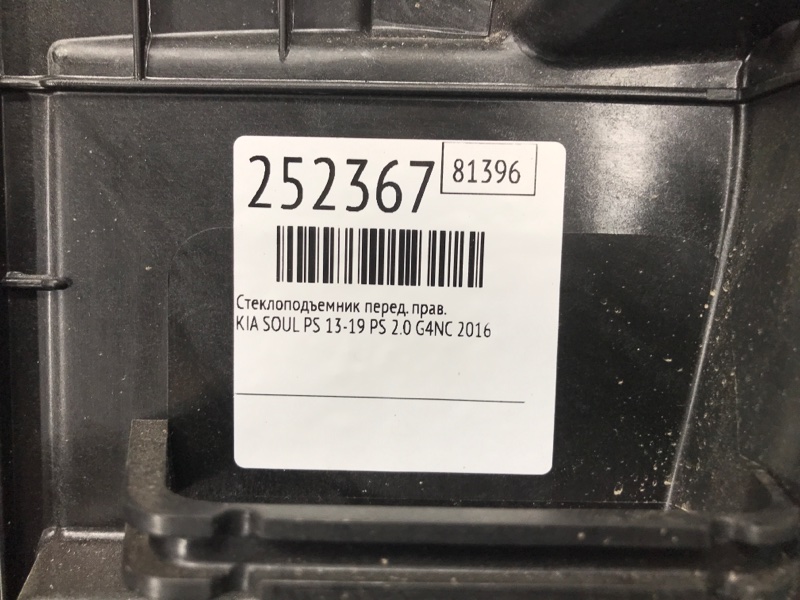 252367
81396
Стеклоподъемник перед. прав.
KIA SOUL PS 13-19 PS 2.0 G4NC 2016